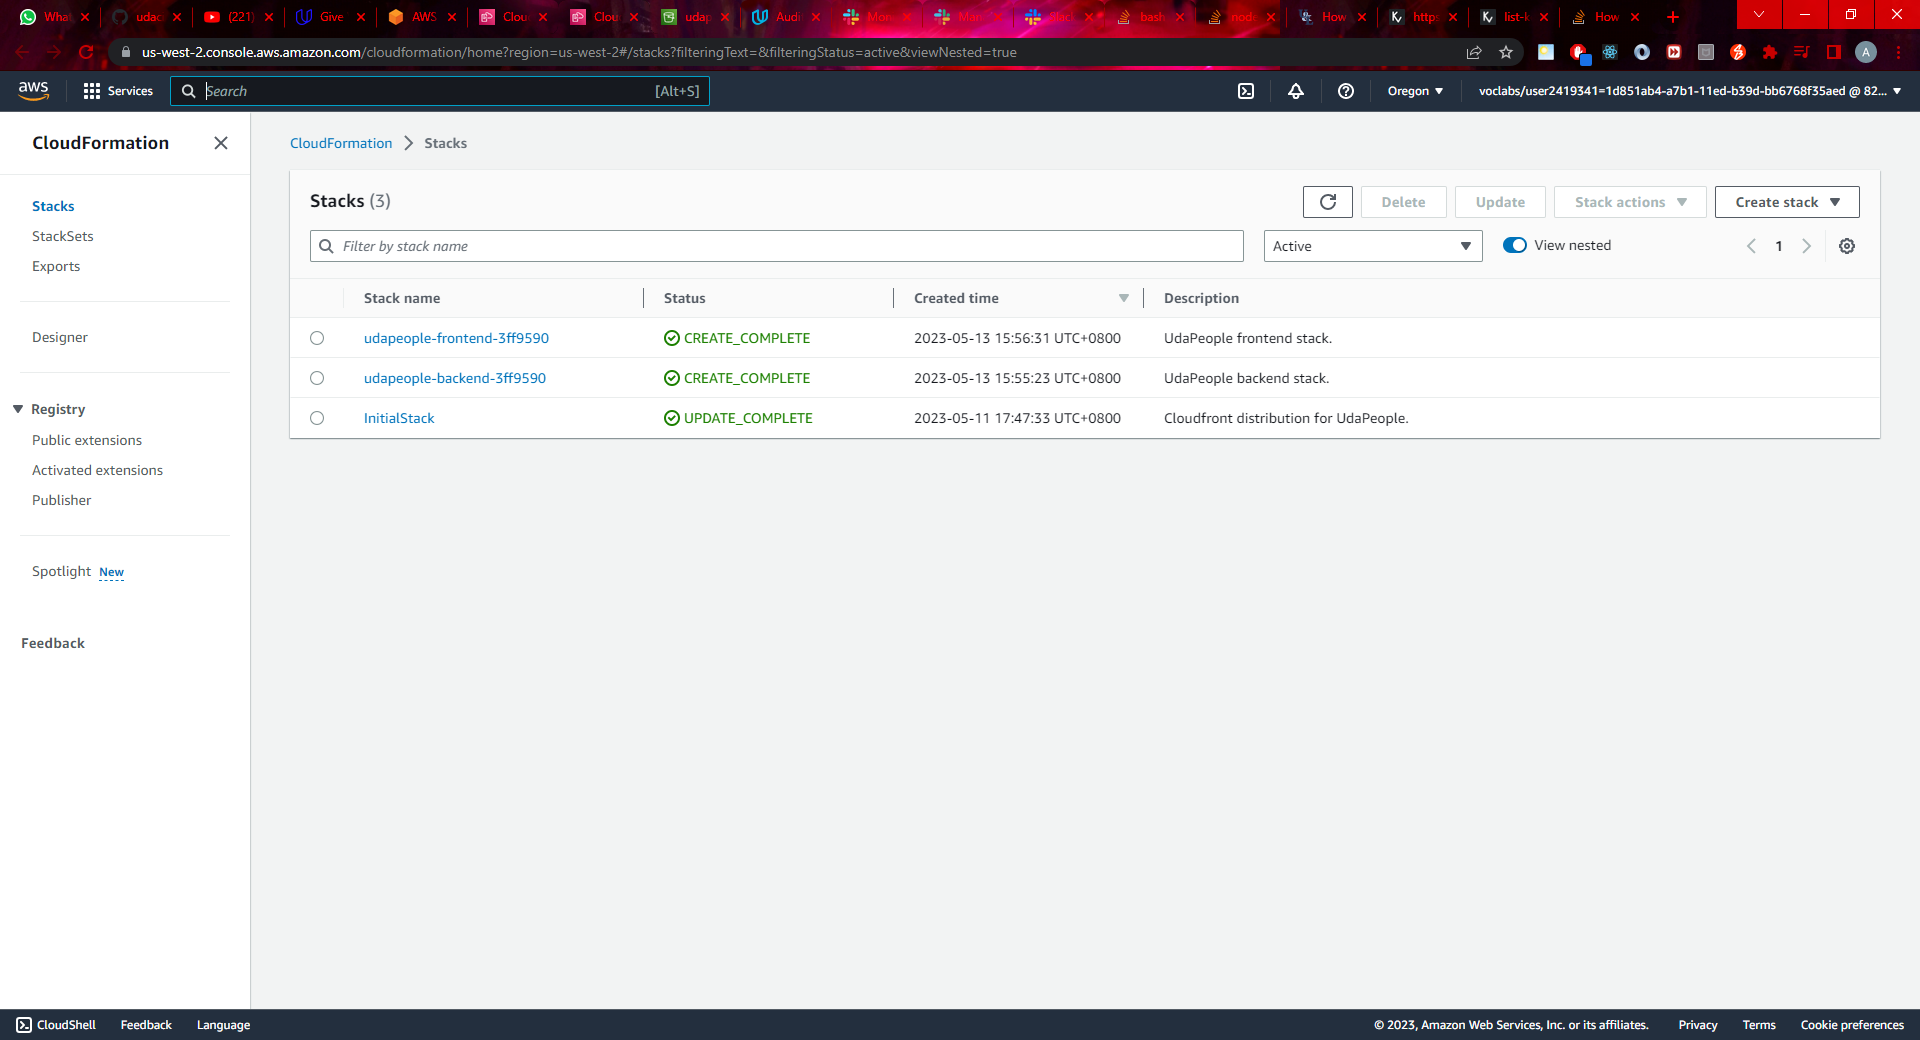 What
udac
(221)
Give
AWS
Clou
Clou
udap
Audi
Slac
bash
node
How
https
list-k
How
us-west-2.console.aws.amazon.com/cloudformation/home?region=us-west-2#/stacks?filteringText=&filteringStatus=active&viewNested=true
A
aws
Services
Search
[Alt+S]
Oregon
voclabs/user2419341=1d851ab4-a7b1-11ed-b39d-bb6768f35aed @ 82...
CloudFormation
CloudFormation
Stacks
Stacks
StackSets
Exports
Designer
Registry
Public extensions
Activated extensions
Publisher
Spotlight New
Feedback
Stacks (3)
Delete
Update
Stack actions
Create stack
Filter by stack name
Active
View nested
1
Stack name Status Created time Description
udapeople-frontend-3ff9590 CREATE_COMPLETE 2023-05-13 15:56:31 UTC+0800 UdaPeople frontend stack.
udapeople-backend-3ff9590 CREATE_COMPLETE 2023-05-13 15:55:23 UTC+0800 UdaPeople backend stack.
InitialStack UPDATE_COMPLETE 2023-05-11 17:47:33 UTC+0800 Cloudfront distribution for UdaPeople.
CloudShell Feedback Language
© 2023, Amazon Web Services, Inc. or its affiliates. Privacy Terms Cookie preferences